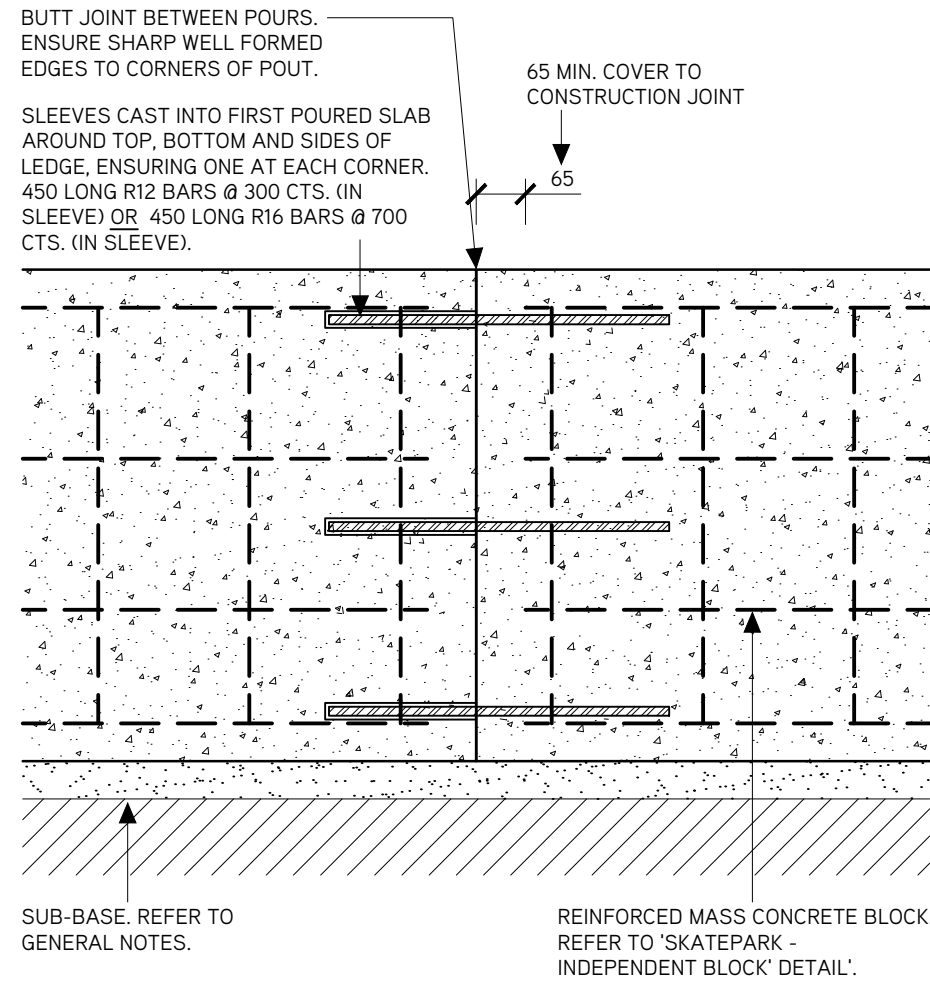 BUTT JOINT BETWEEN POURS.
ENSURE SHARP WELL FORMED
EDGES TO CORNERS OF POUT.
65 MIN. COVER TO
CONSTRUCTION JOINT
SLEEVES CAST INTO FIRST POURED SLAB
AROUND TOP, BOTTOM AND SIDES OF
LEDGE, ENSURING ONE AT EACH CORNER.
450 LONG R12 BARS @ 300 CTS. (IN
SLEEVE) OR 450 LONG R16 BARS @ 700
CTS. (IN SLEEVE).
65
SUB-BASE. REFER TO
GENERAL NOTES.
REINFORCED MASS CONCRETE BLOCK
REFER TO 'SKATEPARK -
INDEPENDENT BLOCK' DETAIL'.